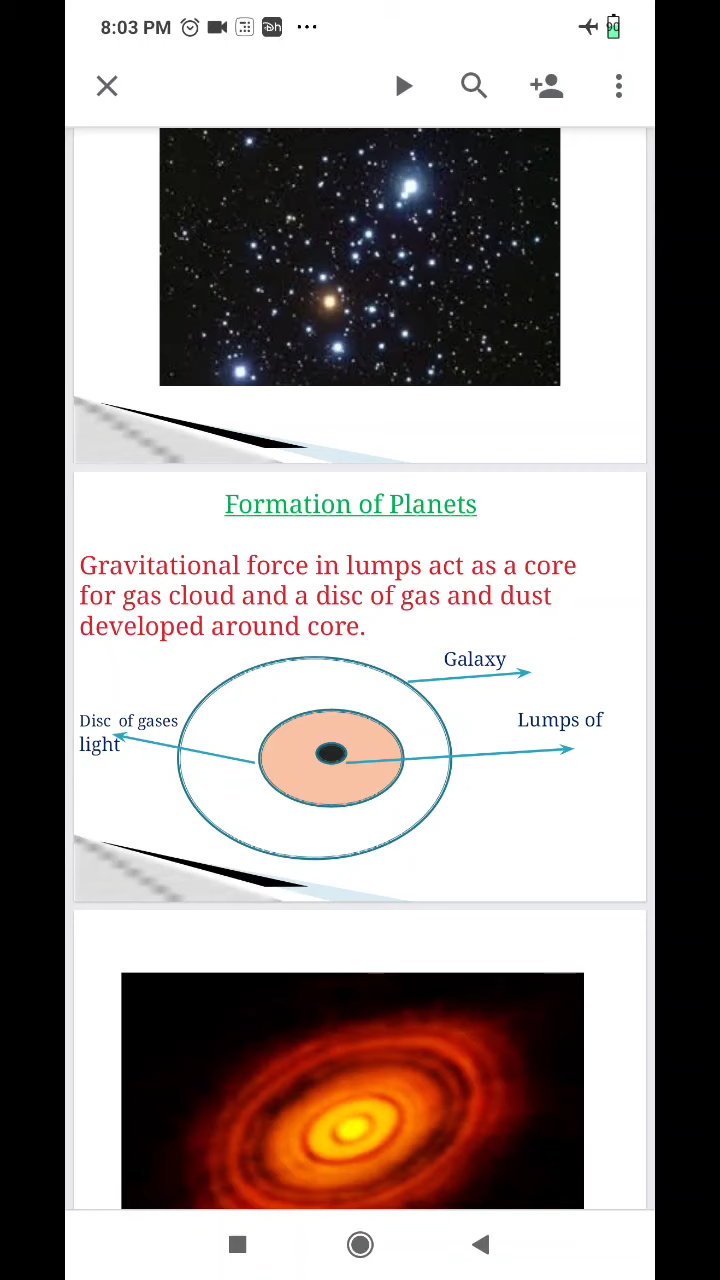 8:03 PM
90
Formation of Planets
Gravitational force in lumps act as a core
for gas cloud and a disc of gas and dust
developed around core.
Galaxy
Disc of gases
light
Lumps of